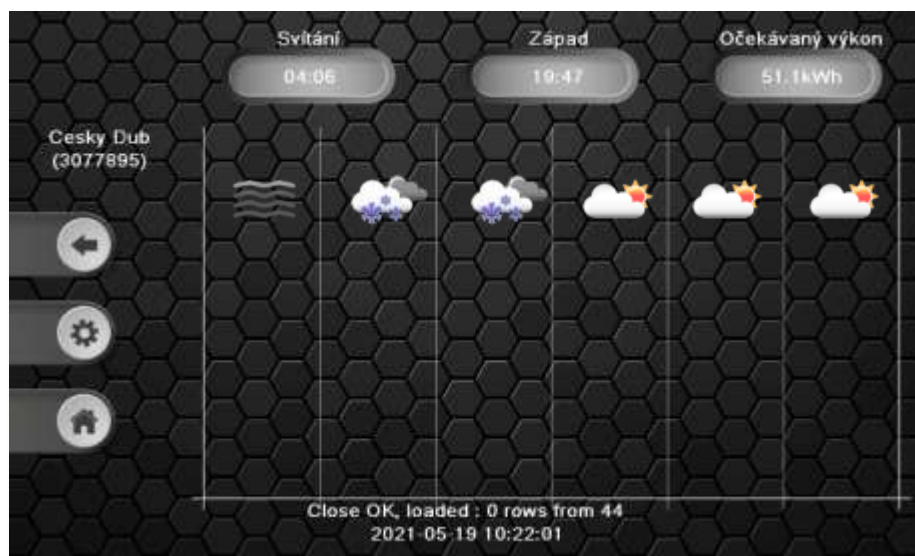 Svítání
Západ
Očekávaný výkon
04:06
19:47
51.1kWh
Cesky Dub
(3077895)
Close OK, loaded : 0 rows from 44
2021-05-19 10:22:01